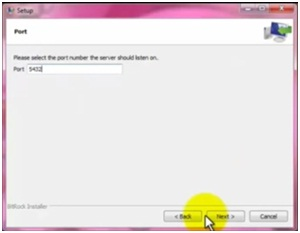 Setup
Port
Please select the port number the server should listen on.
Port 5432
BitRock Installer
< Back
Next >
Cancel